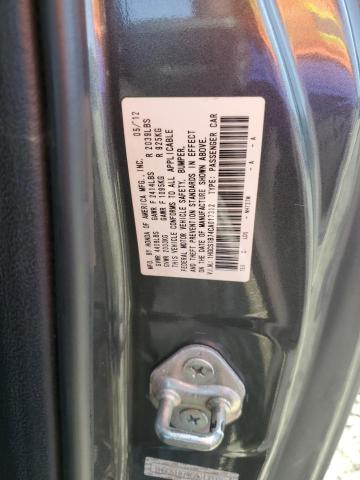 MFD. BY HONDA OF AMERICA MFG., INC. 05/12
GVWR 4409LBS GAWR F 2414LBS R 2039LBS
GVWR 2000KG GAWR F 1095KG R 925KG
THIS VEHICLE CONFORMS TO ALL APPLICABLE
FEDERAL MOTOR VEHICLE SAFETY, BUMPER,
AND THEFT PREVENTION STANDARDS IN EFFECT
ON THE DATE OF MANUFACTURE SHOWN ABOVE.
V.I.N.: TYPE: PASSENGER CAR
- A - A